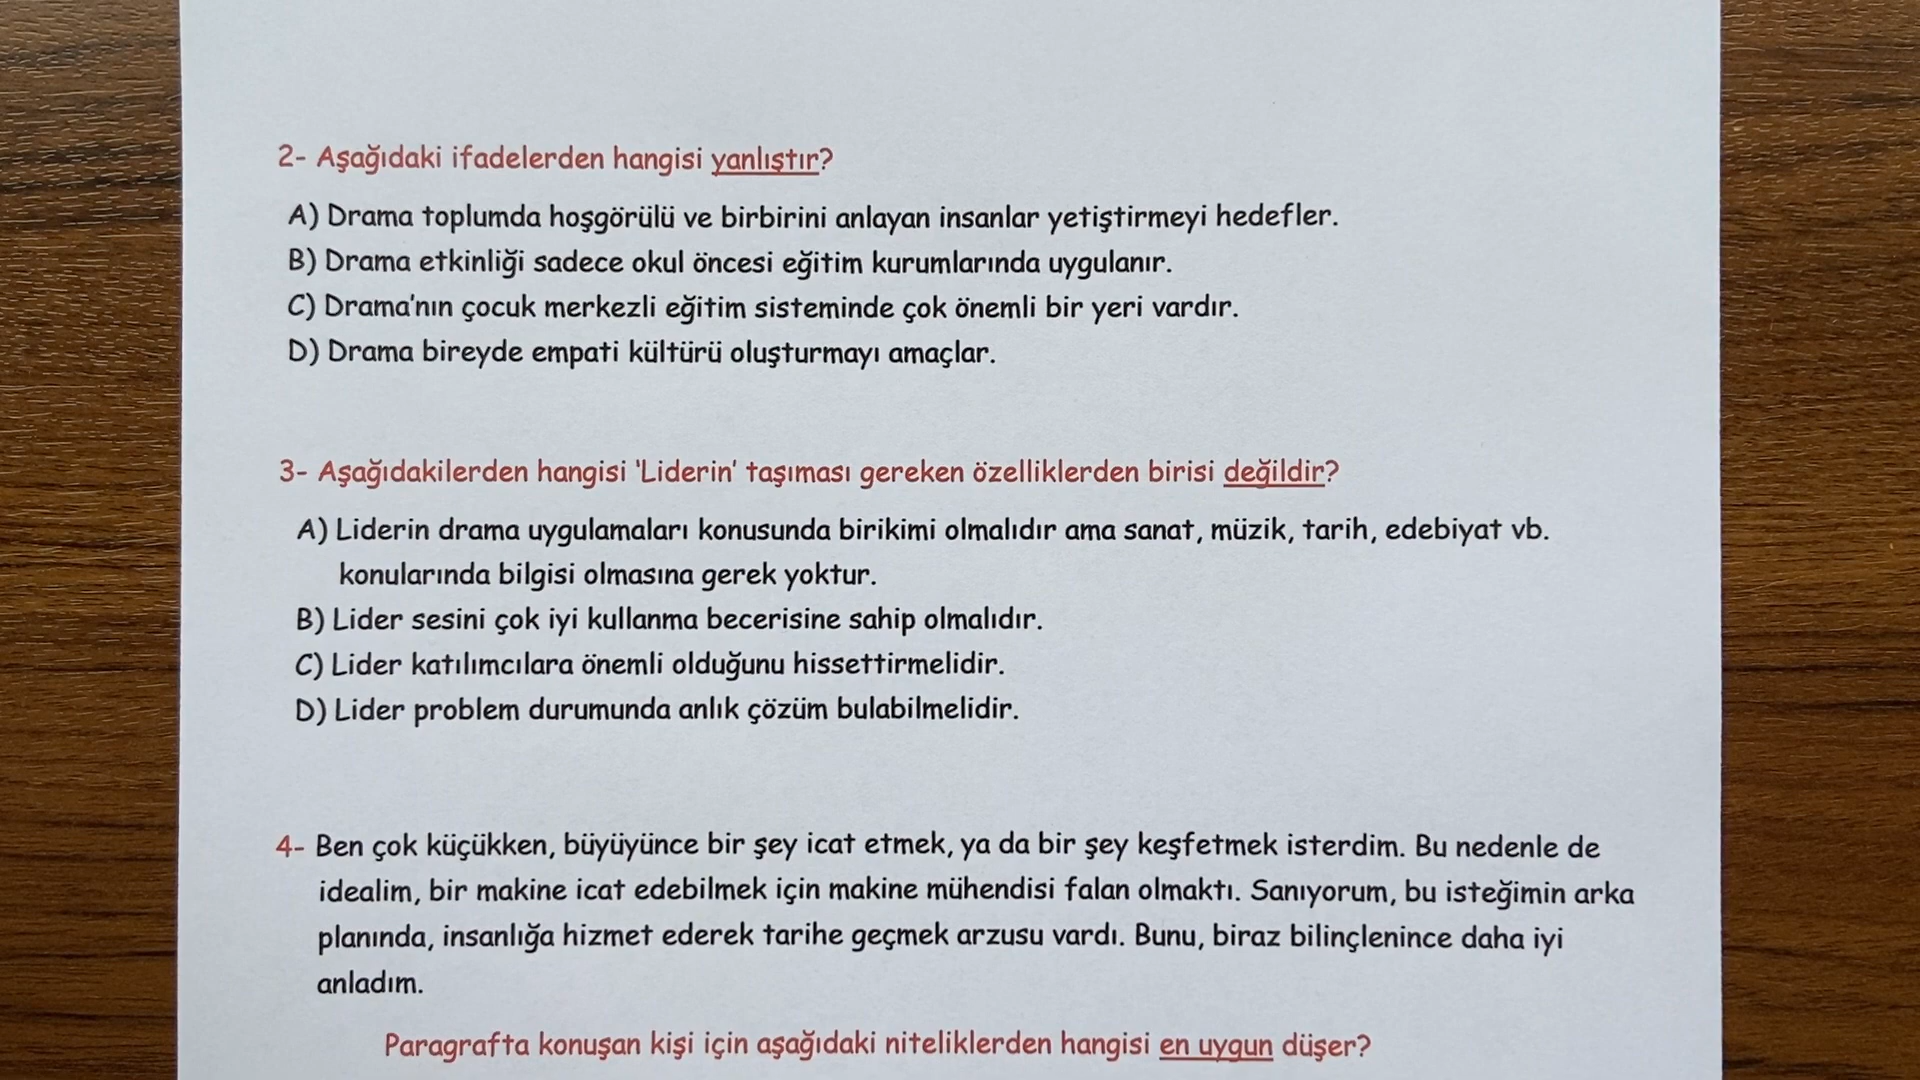 2- Aşağıdaki ifadelerden hangisi yanlıştır?
A) Drama toplumda hoşgörülü ve birbirini anlayan insanlar yetiştirmeyi hedefler.
B) Drama etkinliği sadece okul öncesi eğitim kurumlarında uygulanır.
C) Drama'nın çocuk merkezli eğitim sisteminde çok önemli bir yeri vardır.
D) Drama bireyde empati kültürü oluşturmayı amaçlar.
3- Aşağıdakilerden hangisi 'Liderin' taşıması gereken özelliklerden birisi değildir?
A) Liderin drama uygulamaları konusunda birikimi olmalıdır ama sanat, müzik, tarih, edebiyat vb.
konularında bilgisi olmasına gerek yoktur.
B) Lider sesini çok iyi kullanma becerisine sahip olmalıdır.
C) Lider katılımcılara önemli olduğunu hissettirmelidir.
D) Lider problem durumunda anlık çözüm bulabilmelidir.
4- Ben çok küçükken, büyüyünce bir şey icat etmek, ya da bir şey keşfetmek isterdim. Bu nedenle de
idealim, bir makine icat edebilmek için makine mühendisi falan olmaktı. Sanıyorum, bu isteğimin arka
planında, insanlığa hizmet ederek tarihe geçmek arzusu vardı. Bunu, biraz bilinçlenince daha iyi
anladım.
Paragrafta konuşan kişi için aşağıdaki niteliklerden hangisi en uygun düşer?